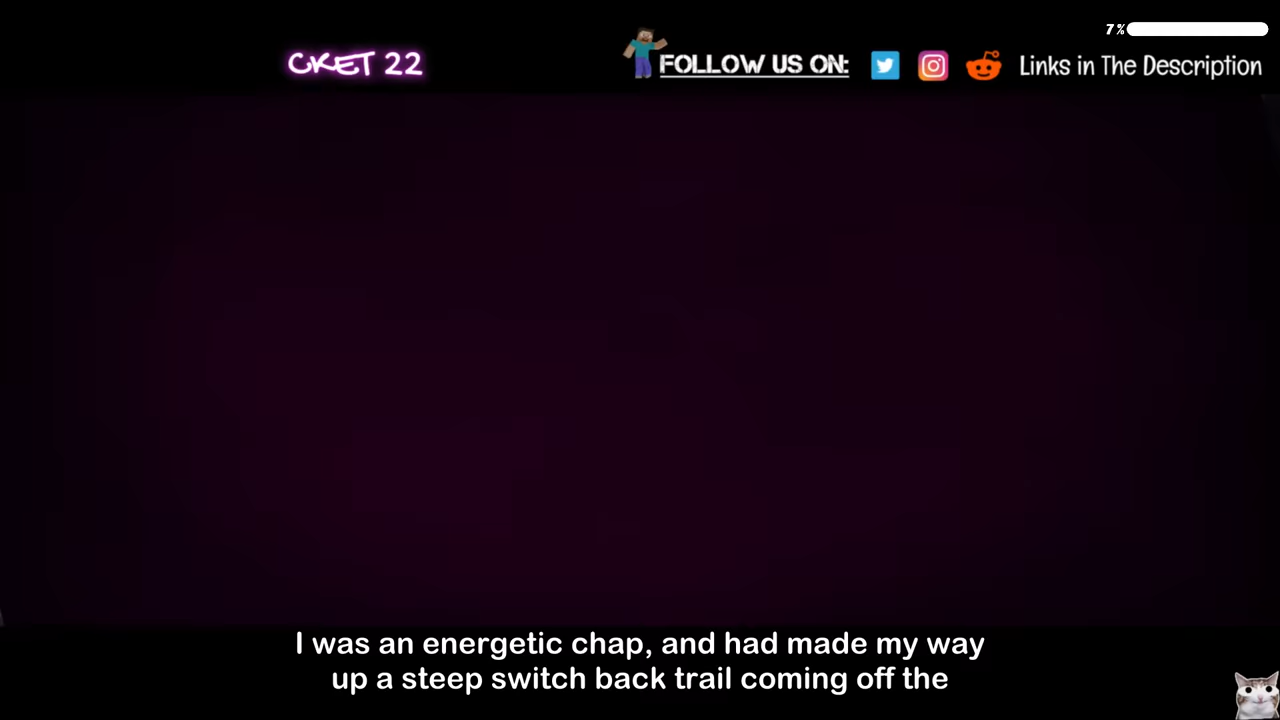 CKET 22
FOLLOW US ON:
Links in The Description
7%
I was an energetic chap, and had made my way
up a steep switch back trail coming off the